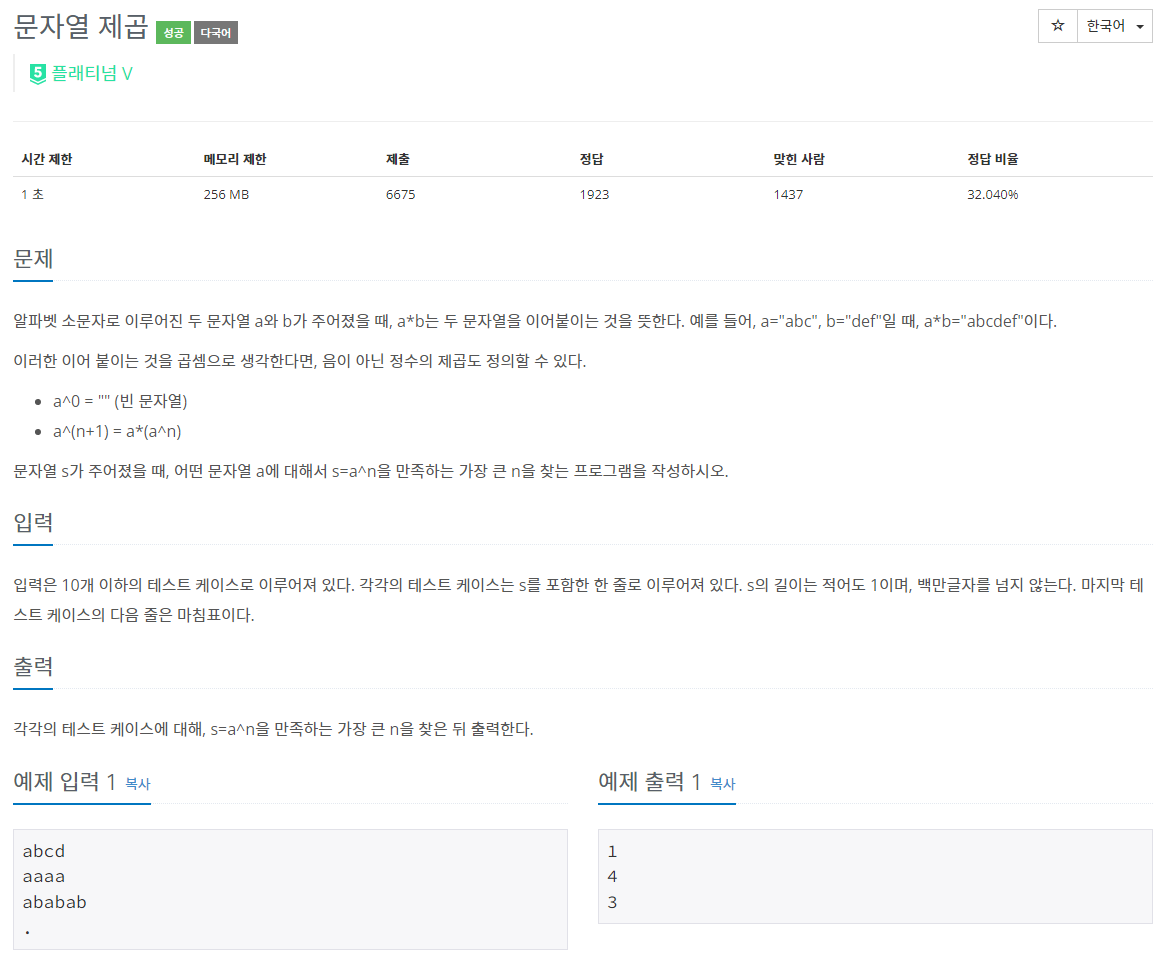 문자열 제곱 성공 다국어
☆ 한국어
5 플래티넘 V
시간 제한 메모리 제한 제출 정답 맞힌 사람 정답 비율
1 초 256 MB 6675 1923 1437 32.040%
문제
알파벳 소문자로 이루어진 두 문자열 a와 b가 주어졌을 때, a*b는 두 문자열을 이어붙이는 것을 뜻한다. 예를 들어, a="abc", b="def"일 때, a*b="abcdef"이다.
이러한 이어 붙이는 것을 곱셈으로 생각한다면, 음이 아닌 정수의 제곱도 정의할 수 있다.
• a^0 = "" (빈 문자열)
• a^(n+1) = a*(a^n)
문자열 s가 주어졌을 때, 어떤 문자열 a에 대해서 s=a^n을 만족하는 가장 큰 n을 찾는 프로그램을 작성하시오.
입력
입력은 10개 이하의 테스트 케이스로 이루어져 있다. 각각의 테스트 케이스는 s를 포함한 한 줄로 이루어져 있다. s의 길이는 적어도 1이며, 백만글자를 넘지 않는다. 마지막 테
스트 케이스의 다음 줄은 마침표이다.
출력
각각의 테스트 케이스에 대해, s=a^n을 만족하는 가장 큰 n을 찾은 뒤 출력한다.
예제 입력 1 복사
abcd
aaaa
ababab
.
예제 출력 1 복사
1
4
3